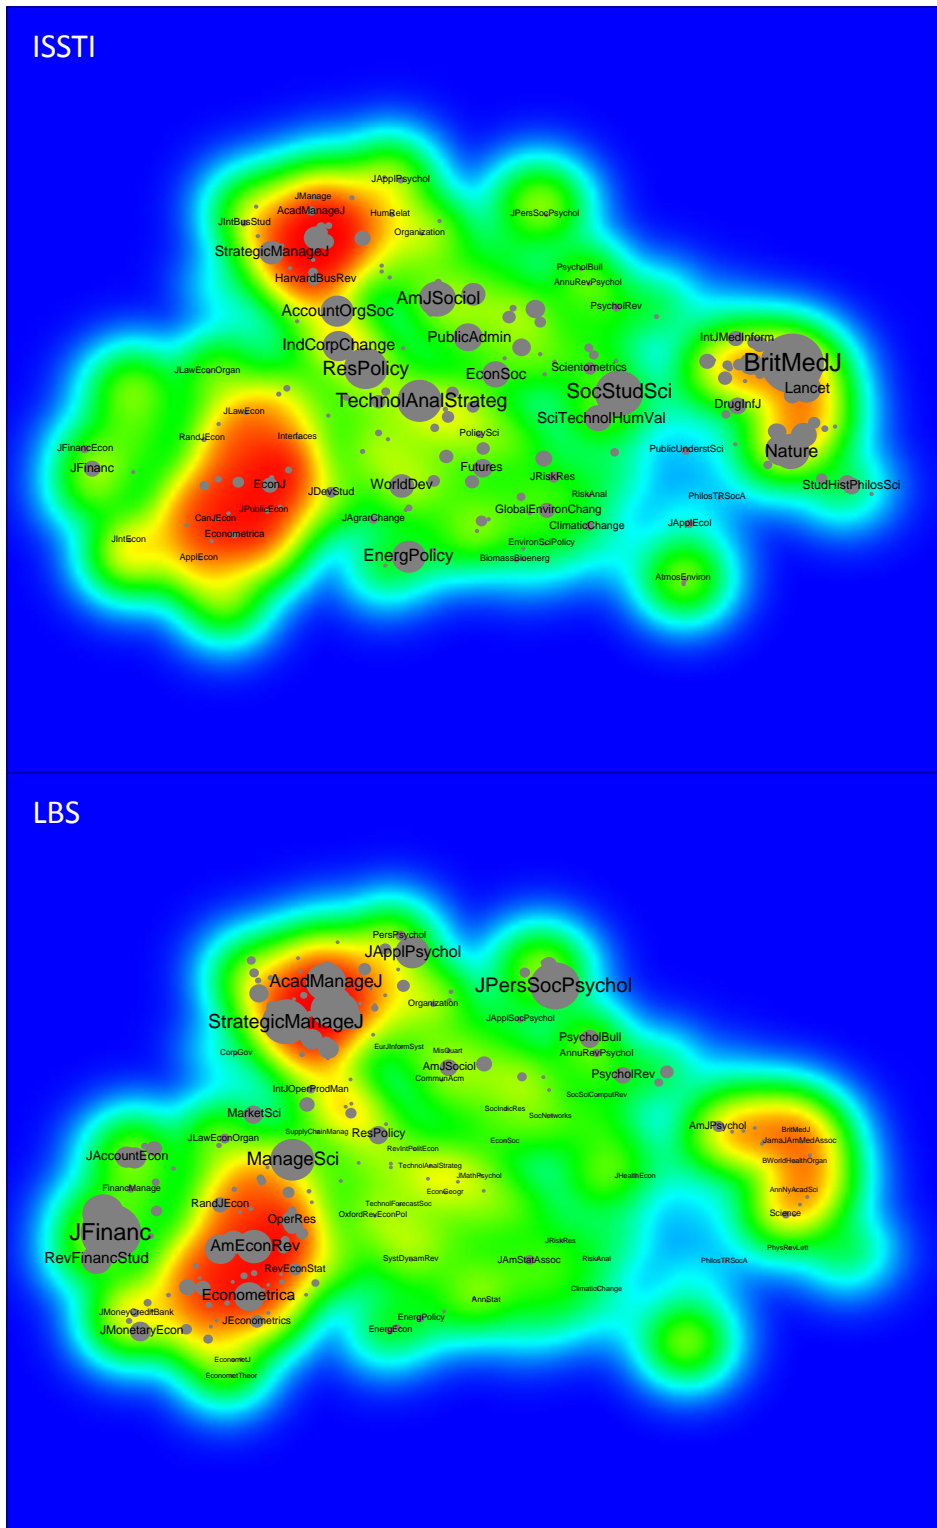 ISSTI
JApplPsychol
JManage
AcadManageJ
HumRelat
JIntBusStud
JPersSocPsychol
Organization
StrategicManageJ
PsycholBull
HarvardBusRev
AnnuRevPsychol
AmJSociol
PsycholRev
AccountOrgSoc
PublicAdmin
IntJMedInform
IndCorpChange
BritMedJ
ResPolicy
Scientometrics
JLawEconOrgan
EconSoc
Lancet
SocStudSci
TechnolAnalStrateg
DrugInfJ
JLawEcon
SciTechnolHumVal
RandJEcon
Interfaces
PolicySci
JFinancEcon
PublicUnderstSci
Nature
JFinanc
Futures
JRiskRes
EconJ
WorldDev
StudHistPhilosSci
JDevStud
RiskAnal
PhilosTRSocA
JPublicEcon
GlobalEnvironChang
CanJEcon
JAgrarChange
ClimaticChange
JApplEcol
Econometrica
JIntEcon
EnvironSciPolicy
ApplEcon
EnergPolicy
BiomassBioenerg
AtmosEnviron
LBS
PersPsychol
JApplPsychol
AcadManageJ
JPersSocPsychol
Organization
StrategicManageJ
JApplSocPsychol
PsycholBull
EurJInformSyst
MisQuart
CorpGov
AnnuRevPsychol
AmJSociol
PsycholRev
CommunAcm
IntJOperProdMan
SocSciComputRev
MarketSci
SocIndicRes
SocNetworks
AmJPsychol
BritMedJ
SupplyChainManag
ResPolicy
JLawEconOrgan
EconSoc
JamaJAmMedAssoc
RevIntPolitEcon
JAccountEcon
ManageSci
BWorldHealthOrgan
TechnolAnalStrateg
JMathPsychol
JHealthEcon
FinancManage
EconGeogr
AnnNyAcadSci
RandJEcon
TechnolForecastSoc
OxfordRevEconPol
Science
OperRes
JFinanc
JRiskRes
AmEconRev
PhysRevLett
RevFinancStud
SystDynamRev
JAmStatAssoc
RiskAnal
PhilosTRSocA
RevEconStat
ClimaticChange
Econometrica
AnnStat
JMoneyCreditBank
EnergPolicy
JEconometrics
JMonetaryEcon
EnergEcon
EconometJ
EconometTheor